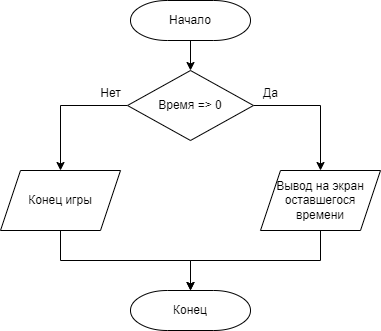 Начало
Нет
Время => 0
Да
Конец игры
Вывод на экран
оставшегося
времени
Конец